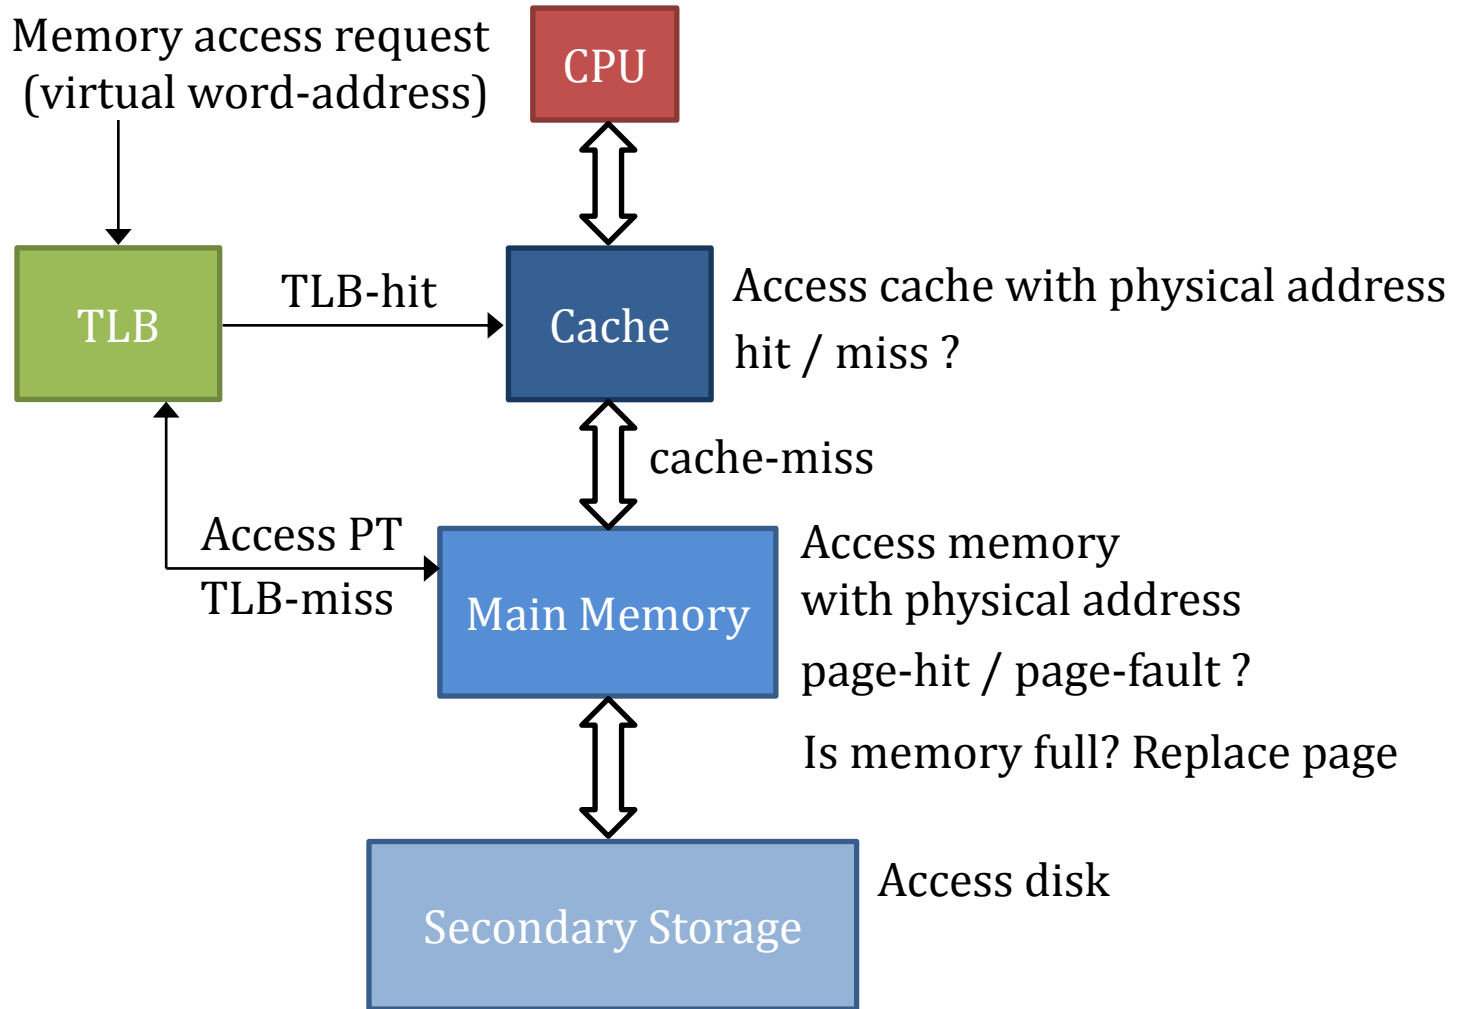 Memory access request
(virtual word-address)
CPU
TLB
TLB-hit
Cache
Access cache with physical address
hit / miss ?
cache-miss
Access PT
TLB-miss
Main Memory
Access memory
with physical address
page-hit / page-fault ?
Is memory full? Replace page
Secondary Storage
Access disk